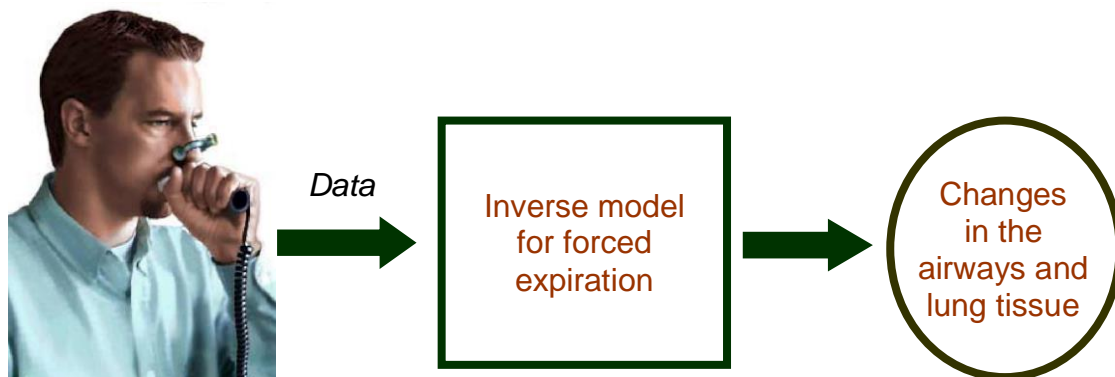 Data
Inverse model
for forced
expiration
Changes
in the
airways and
lung tissue